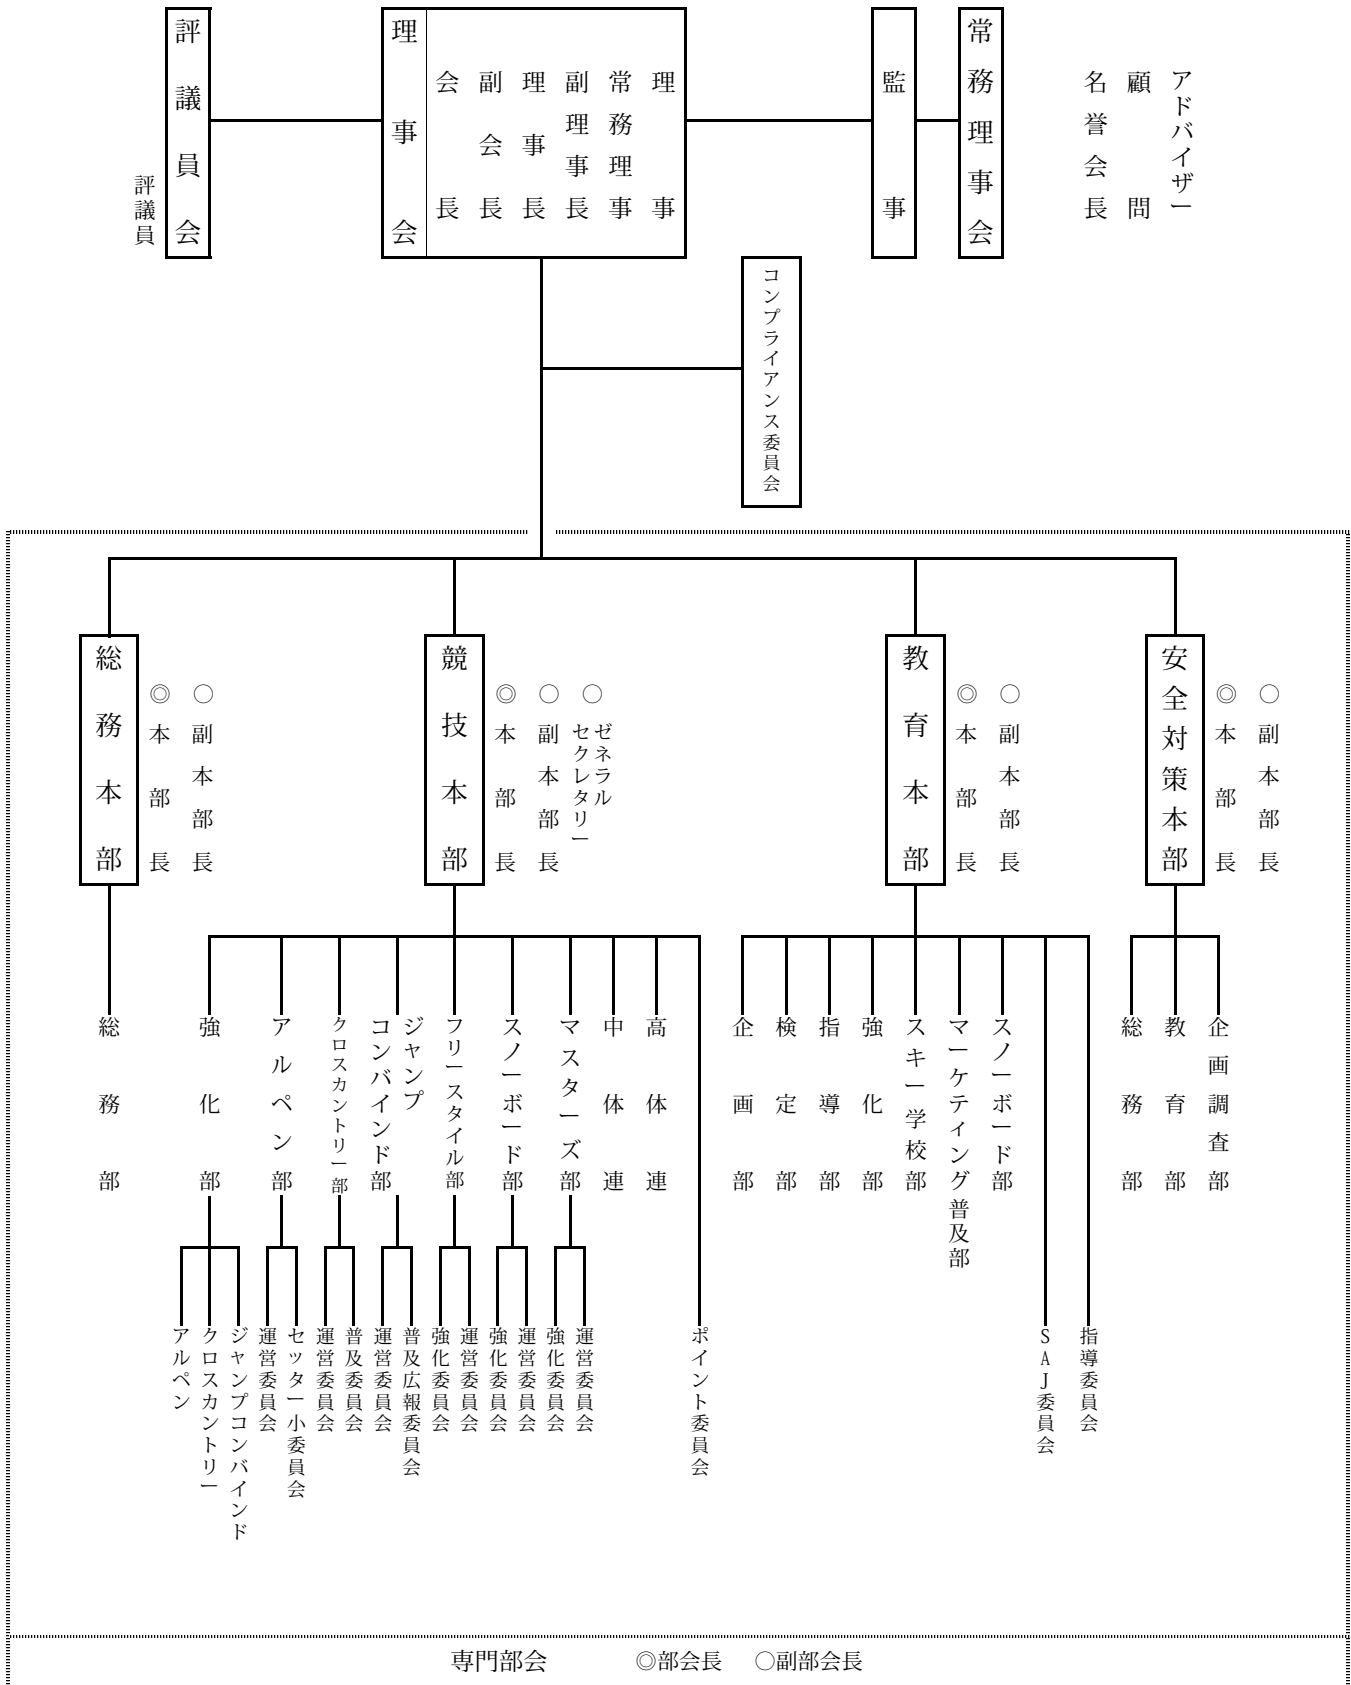 評議員会
評議員
理事会
会長
副会長
理事長
副理事長
常務理事
理事
監事
常務理事会
名誉会長
顧問
アドバイザー
コンプライアンス委員会
総務本部
◎本部長
○副本部長
競技本部
◎本部長
○副本部長
○ゼネラル
セクレタリー
教育本部
◎本部長
○副本部長
安全対策本部
◎本部長
○副本部長
総務部
強化部
アルペン部
クロスカントリー部
ジャンプ
コンバインド部
フリースタイル部
スノーボード部
マスターズ部
中体連
高体連
企画部
検定部
指導部
強化部
スキー学校部
マーケティング普及部
スノーボード部
総務部
教育部
企画調査部
アルペン
クロスカントリー
ジャンプコンバインド
運営委員会
セッター小委員会
運営委員会
普及委員会
運営委員会
普及広報委員会
強化委員会
運営委員会
強化委員会
運営委員会
強化委員会
運営委員会
ポイント委員会
SAJ委員会
指導委員会
専門部会 ◎部会長 ○副部会長